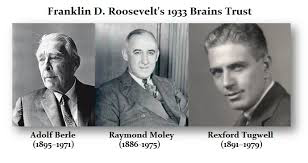 Franklin D. Roosevelt's 1933 Brains Trust
Adolf Berle
(1895-1971)
Raymond Moley
(1886-1975)
Rexford Tugwell
(1891-1979)